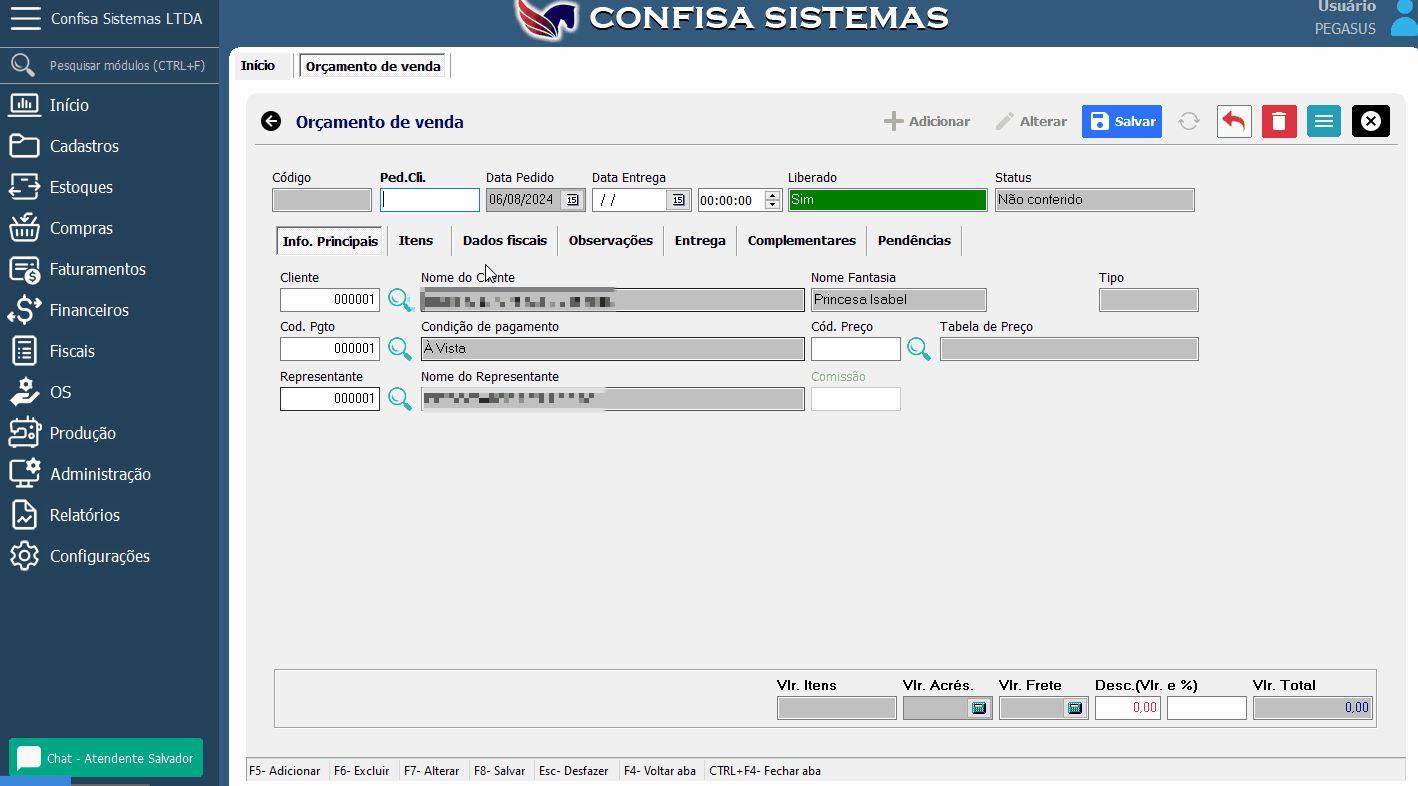 Confisa Sistemas LTDA
CONFISA SISTEMAS
Usuário
PEGASUS
Pesquisar módulos (CTRL+F)
Início
Cadastros
Estoques
Compras
Faturamentos
Financeiros
Fiscais
OS
Produção
Administração
Relatórios
Configurações
Chat - Atendente Salvador
Início Orçamento de venda
Orçamento de venda Adicionar Alterar Salvar
Código Ped.Cli. Data Pedido Data Entrega Liberado Status
06/08/2024 15 / / 15 00:00:00 Sim Não conferido
Info. Principais Itens Dados fiscais Observações Entrega Complementares Pendências
Cliente Nome do Cliente Nome Fantasia Tipo
000001 Princesa Isabel
Cod. Pgto Condição de pagamento Cód. Preço Tabela de Preço
000001 À Vista
Representante Nome do Representante Comissão
000001
Vlr. Itens Vlr. Acrés. Vlr. Frete Desc.(Vlr. e %) Vlr. Total
0,00 0,00
F5- Adicionar F6- Excluir F7- Alterar F8- Salvar Esc- Desfazer F4- Voltar aba CTRL+F4- Fechar aba